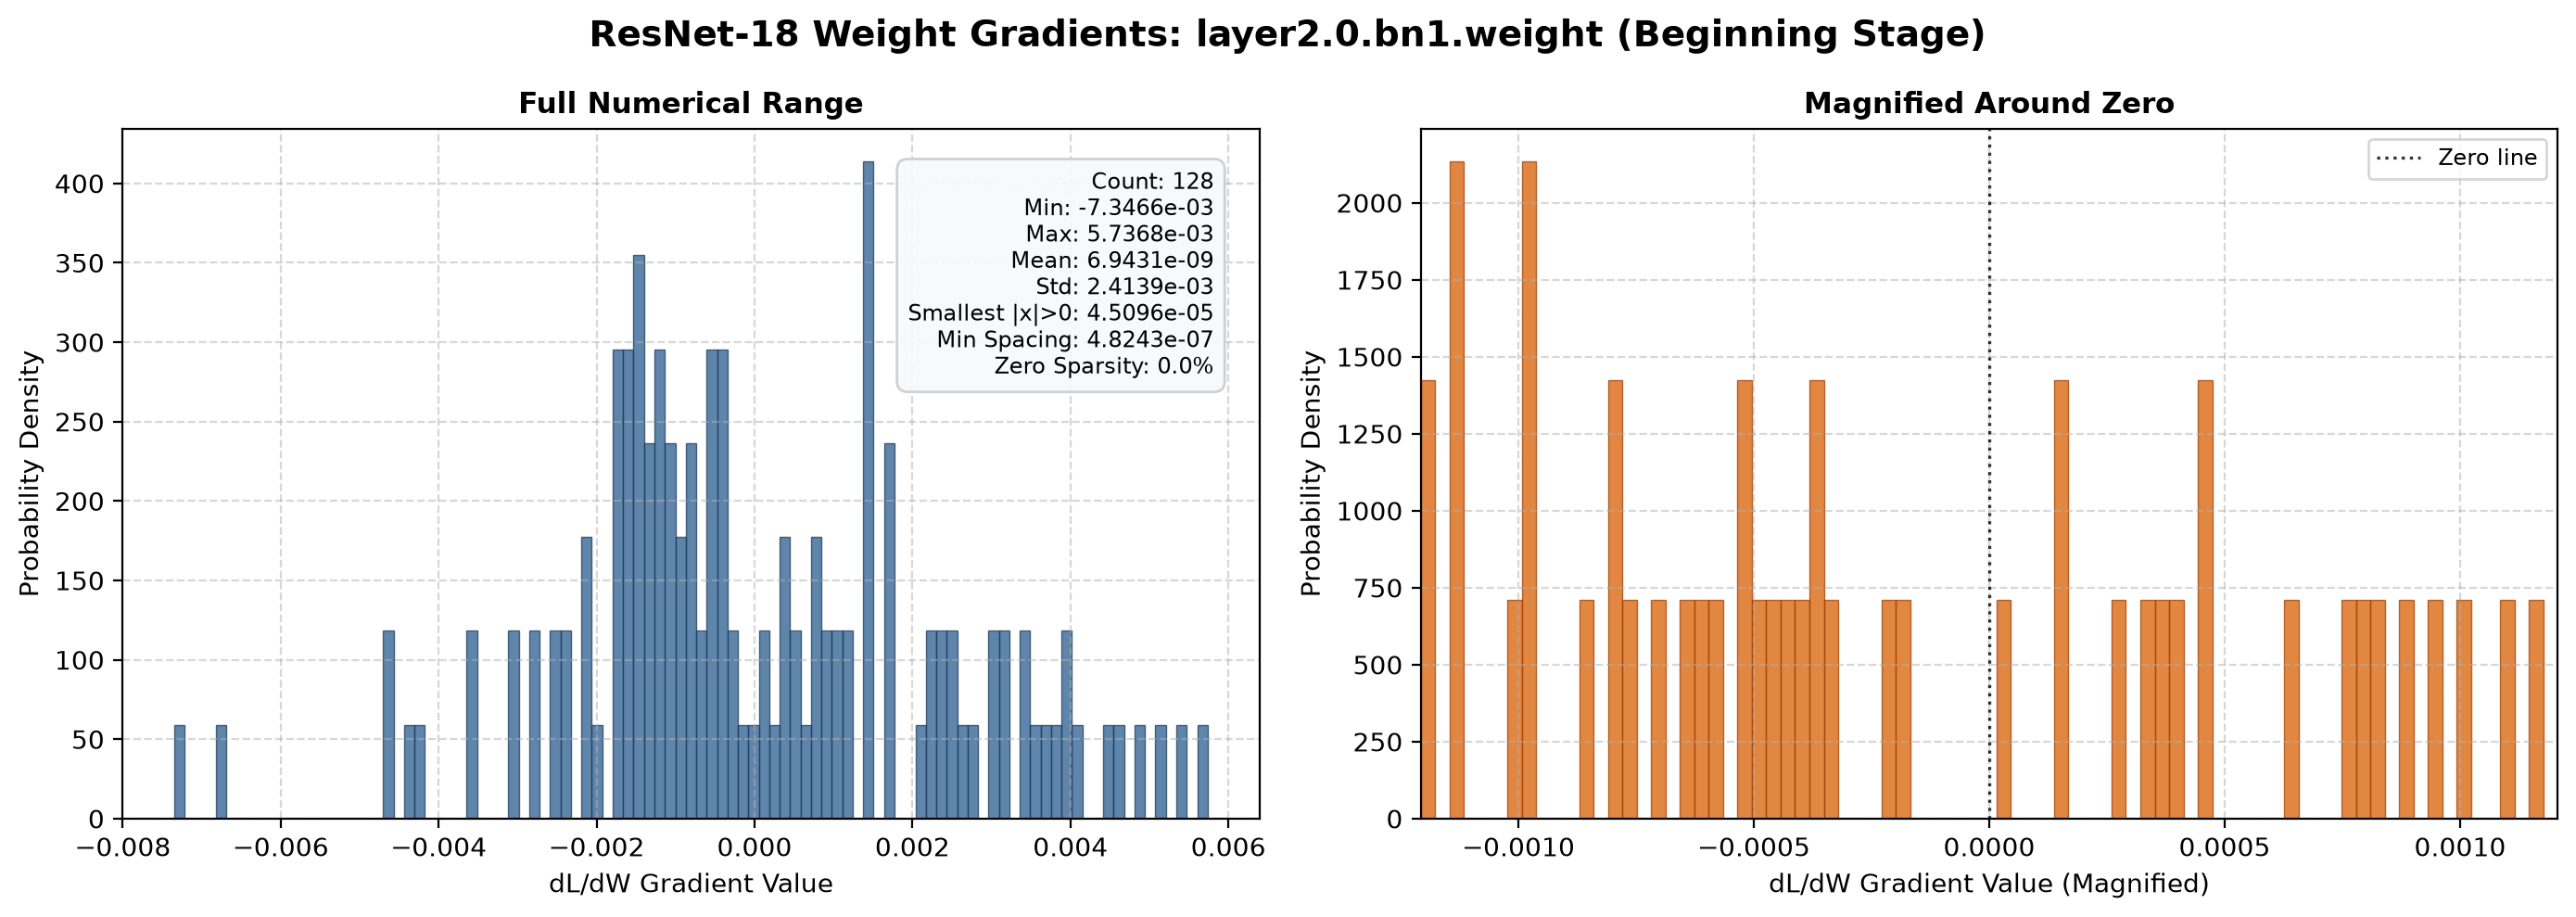 ResNet-18 Weight Gradients: layer2.0.bn1.weight (Beginning Stage)
Full Numerical Range
Probability Density
400
350
300
250
200
150
100
50
0
Count: 128
Min: -7.3466e-03
Max: 5.7368e-03
Mean: 6.9431e-09
Std: 2.4139e-03
Smallest |x|>0: 4.5096e-05
Min Spacing: 4.8243e-07
Zero Sparsity: 0.0%
−0.008 −0.006 −0.004 −0.002 0.000 0.002 0.004 0.006
dL/dW Gradient Value
Magnified Around Zero
Probability Density
2000
1750
1500
1250
1000
750
500
250
0
Zero line
−0.0010 −0.0005 0.0000 0.0005 0.0010
dL/dW Gradient Value (Magnified)